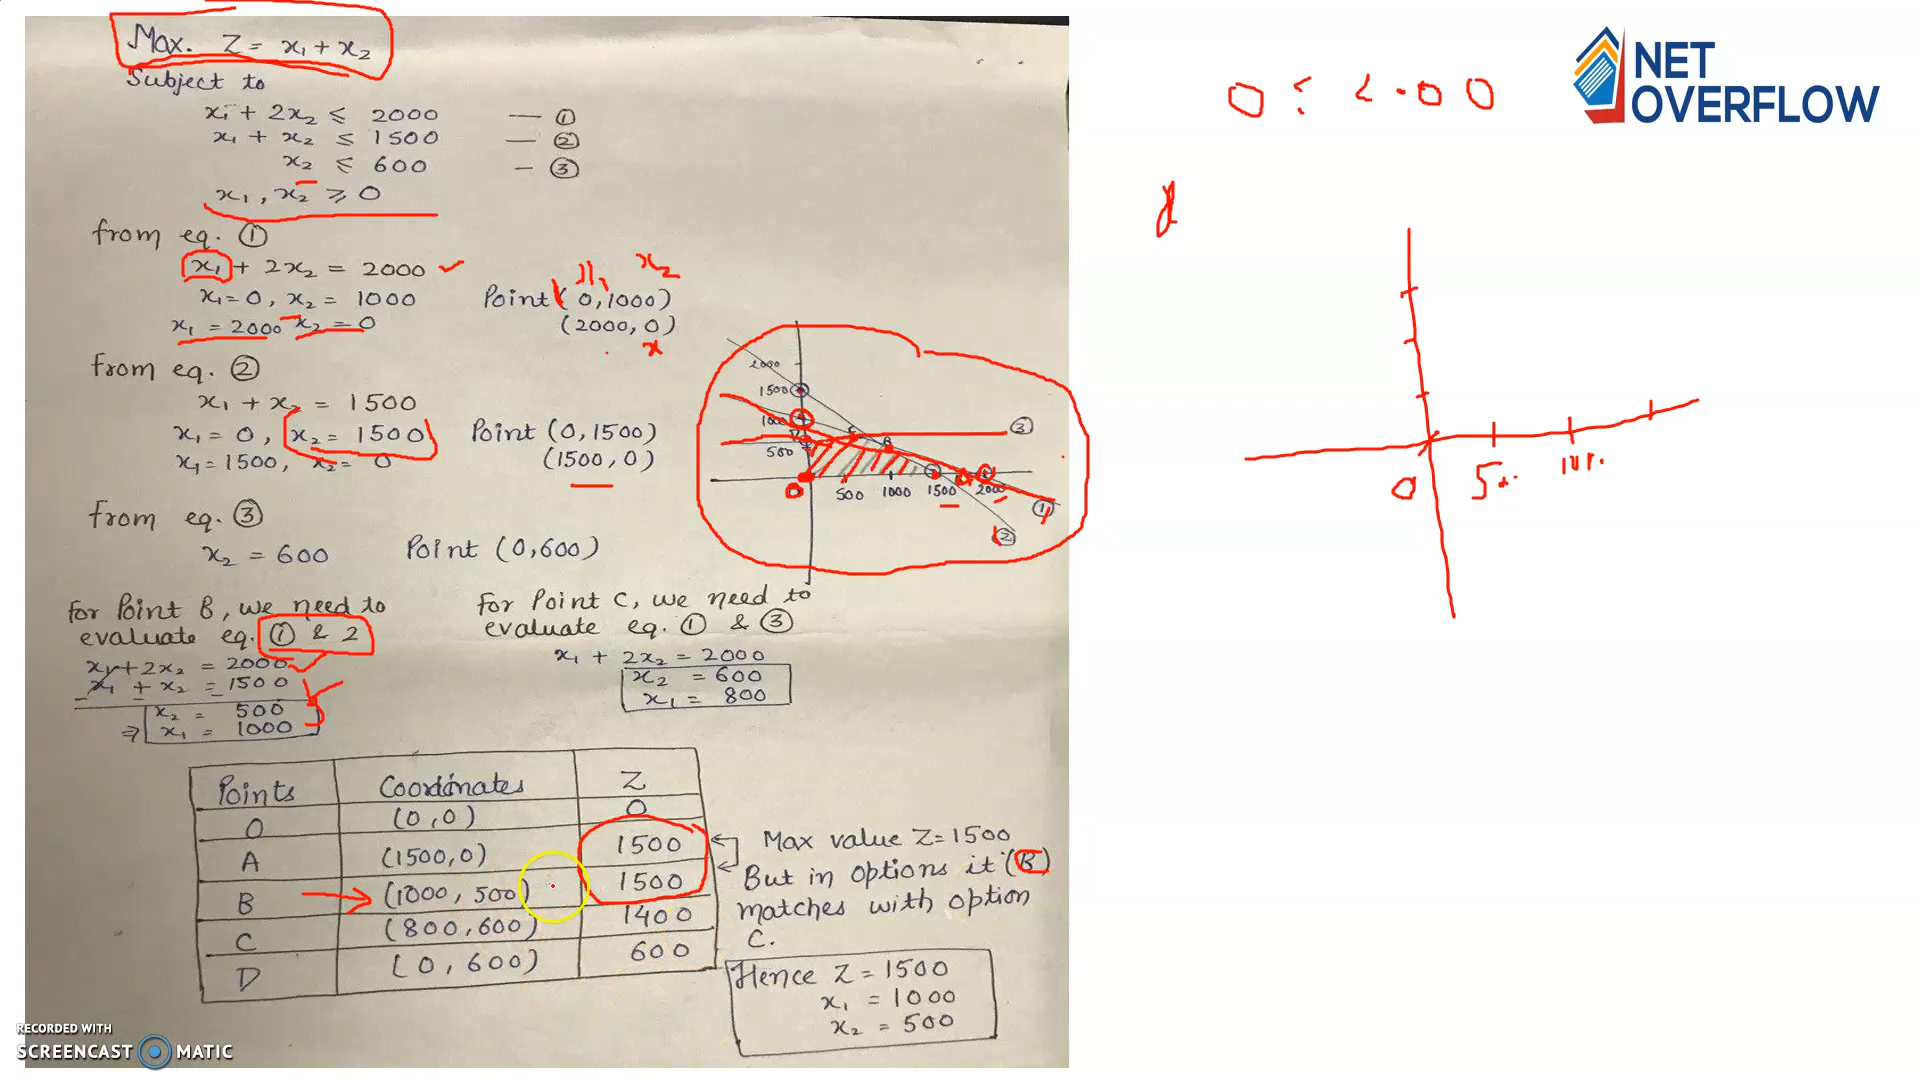 Max. Z = x₁ + x₂
Subject to
x₁ + 2x₂ ≤ 2000 — ①
x₁ + x₂ ≤ 1500 — ②
x₂ ≤ 600 — ③
x₁, x₂ ≥ 0
from eq. ①
x₁ + 2x₂ = 2000
x₁ = 0, x₂ = 1000 Point (0,1000)
x₁ = 2000 x₂ = 0 (2000, 0)
x₂
from eq. ②
x₁ + x₂ = 1500
x₁ = 0, x₂ = 1500 Point (0, 1500)
x₁ = 1500, x₂ = 0 (1500, 0)
from eq. ③
x₂ = 600 Point (0,600)
2000
1500
1000
500
C
B
O
500 1000 1500 2000
③
①
②
For Point B, we need to
evaluate eq. ① & 2
x₁ + 2x₂ = 2000
x₁ + x₂ = 1500
x₂ = 500
⇒ x₁ = 1000
For Point C, we need to
evaluate eq. ① & ③
x₁ + 2x₂ = 2000
x₂ = 600
x₁ = 800
Points Coordinates Z
O (0,0) 0
A (1500,0) 1500
B (1000, 500) 1500
C (800,600) 1400
D (0, 600) 600
Max value Z=1500
But in options it (B)
matches with option
C.
Hence Z = 1500
x₁ = 1000
x₂ = 500
NET
OVERFLOW
0
RECORDED WITH
SCREENCAST MATIC